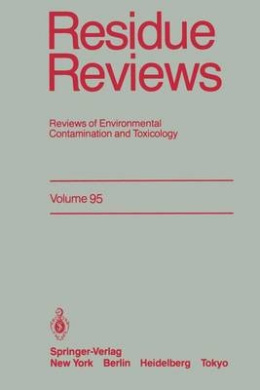 Residue
Reviews
Reviews of Environmental
Contamination and Toxicology
Volume 95
Springer-Verlag
New York Berlin Heidelberg Tokyo